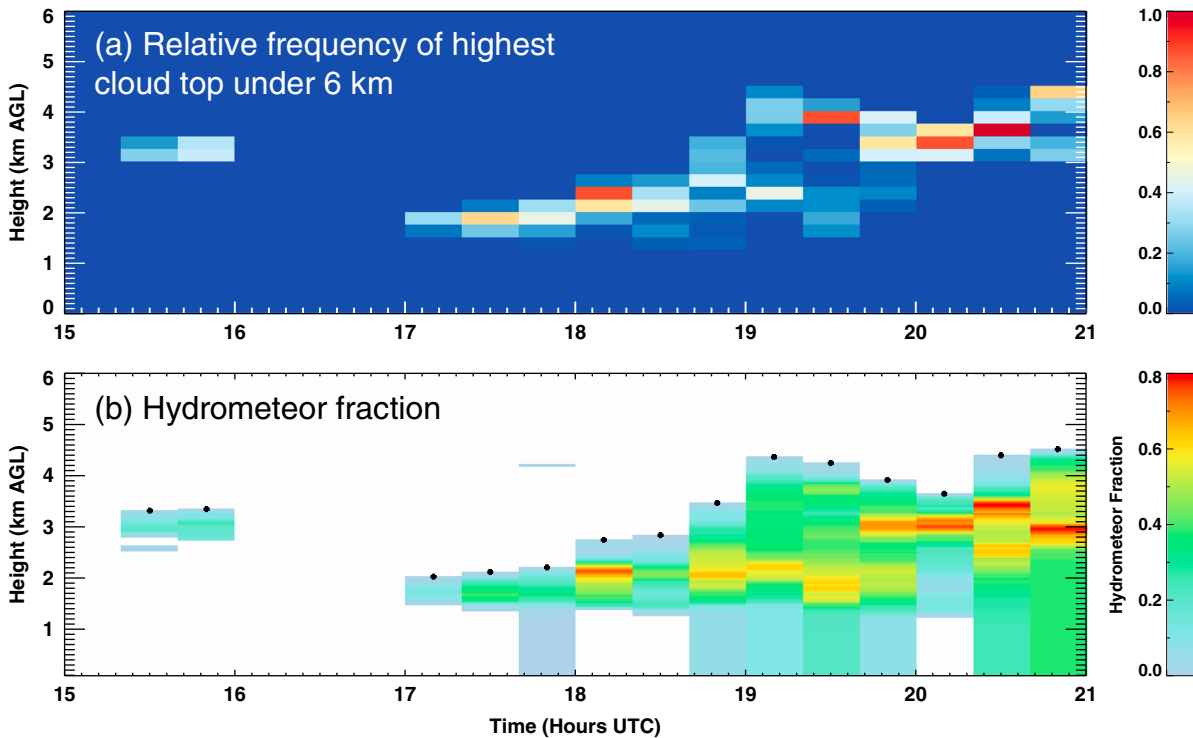 (a) Relative frequency of highest
cloud top under 6 km
Height (km AGL)
6
5
4
3
2
1
0
15 16 17 18 19 20 21
1.0
0.8
0.6
0.4
0.2
0.0
(b) Hydrometeor fraction
Height (km AGL)
6
5
4
3
2
1
15 16 17 18 19 20 21
Time (Hours UTC)
Hydrometeor Fraction
0.8
0.6
0.4
0.2
0.0